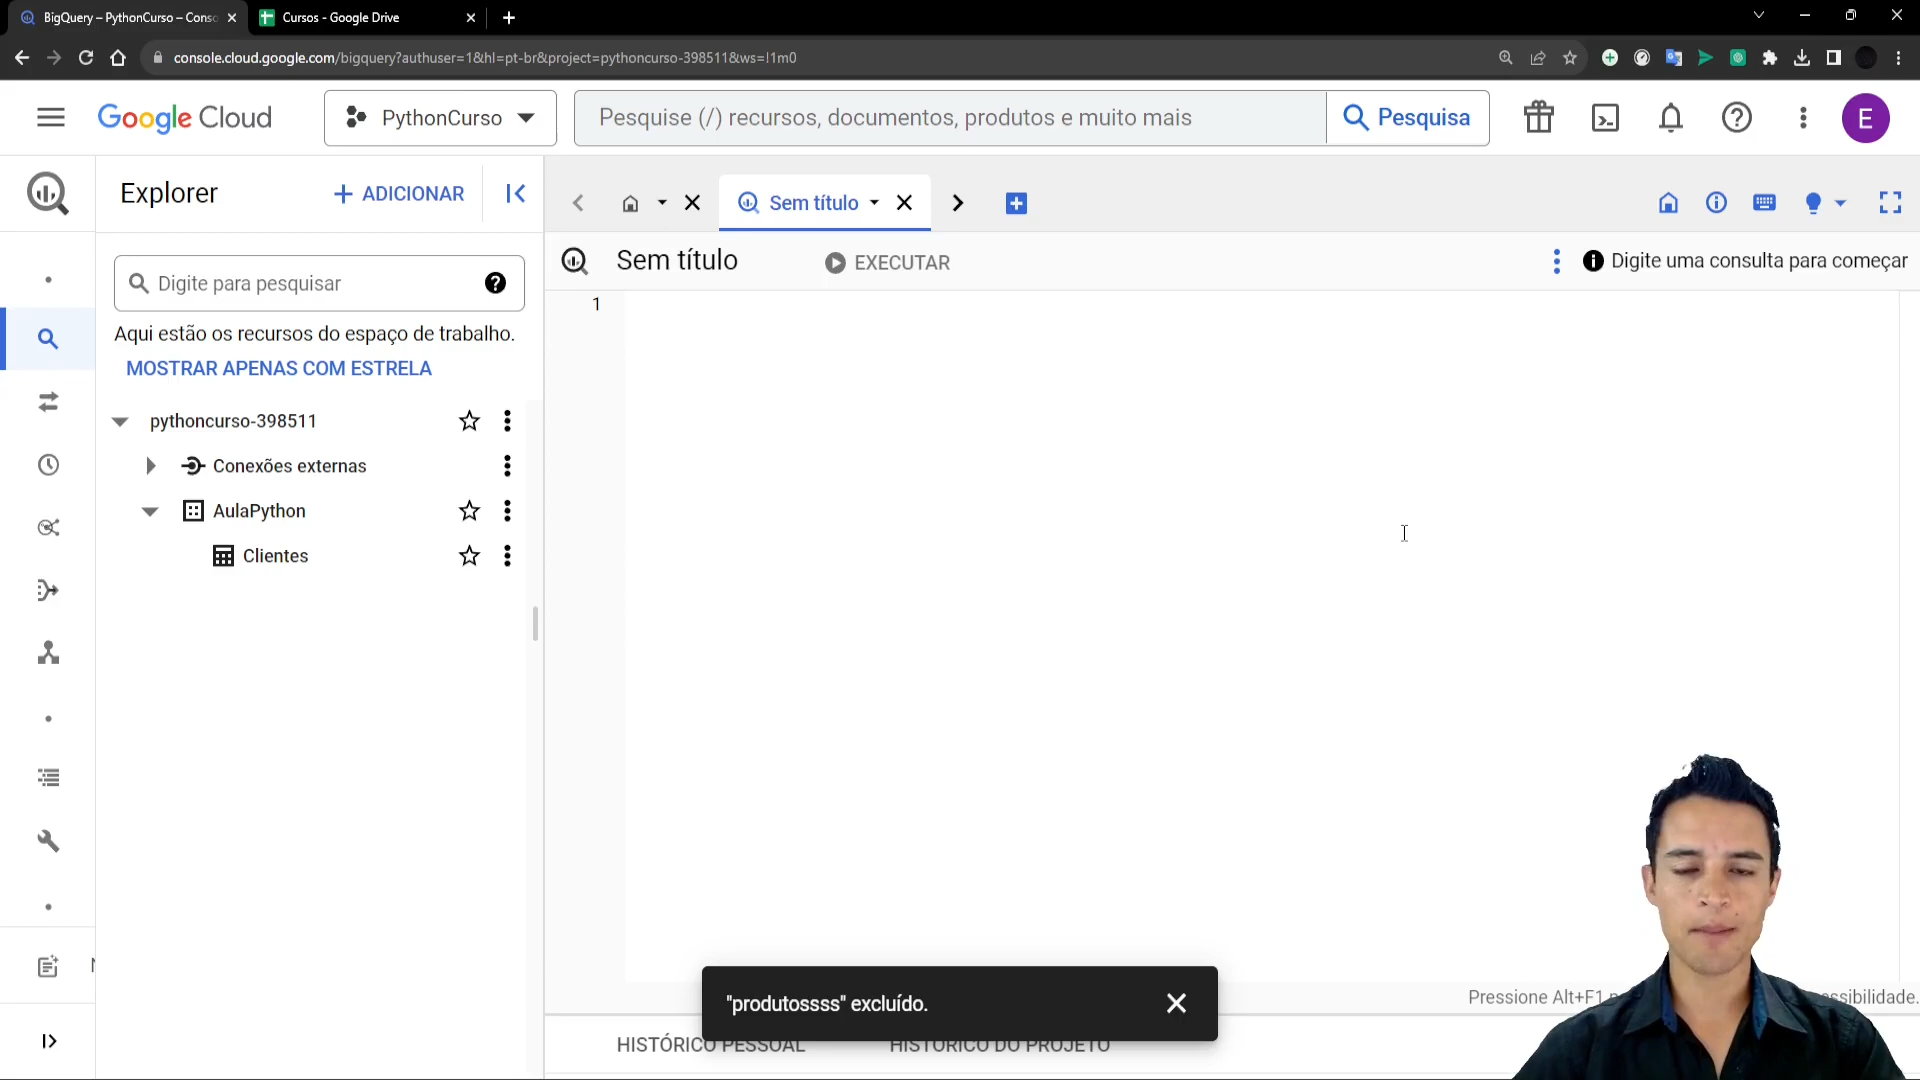 BigQuery – PythonCurso – Conso
Cursos - Google Drive
console.cloud.google.com/bigquery?authuser=1&hl=pt-br&project=pythoncurso-398511&ws=!1m0
Google Cloud
PythonCurso
Pesquise (/) recursos, documentos, produtos e muito mais
Pesquisa
E
Explorer
+ ADICIONAR
Sem título
Sem título
EXECUTAR
Digite uma consulta para começar
Digite para pesquisar
1
Aqui estão os recursos do espaço de trabalho.
MOSTRAR APENAS COM ESTRELA
pythoncurso-398511
Conexões externas
AulaPython
Clientes
"produtossss" excluído.
Pressione Alt+F1
HISTÓRICO PESSOAL
HISTÓRICO DO PROJETO